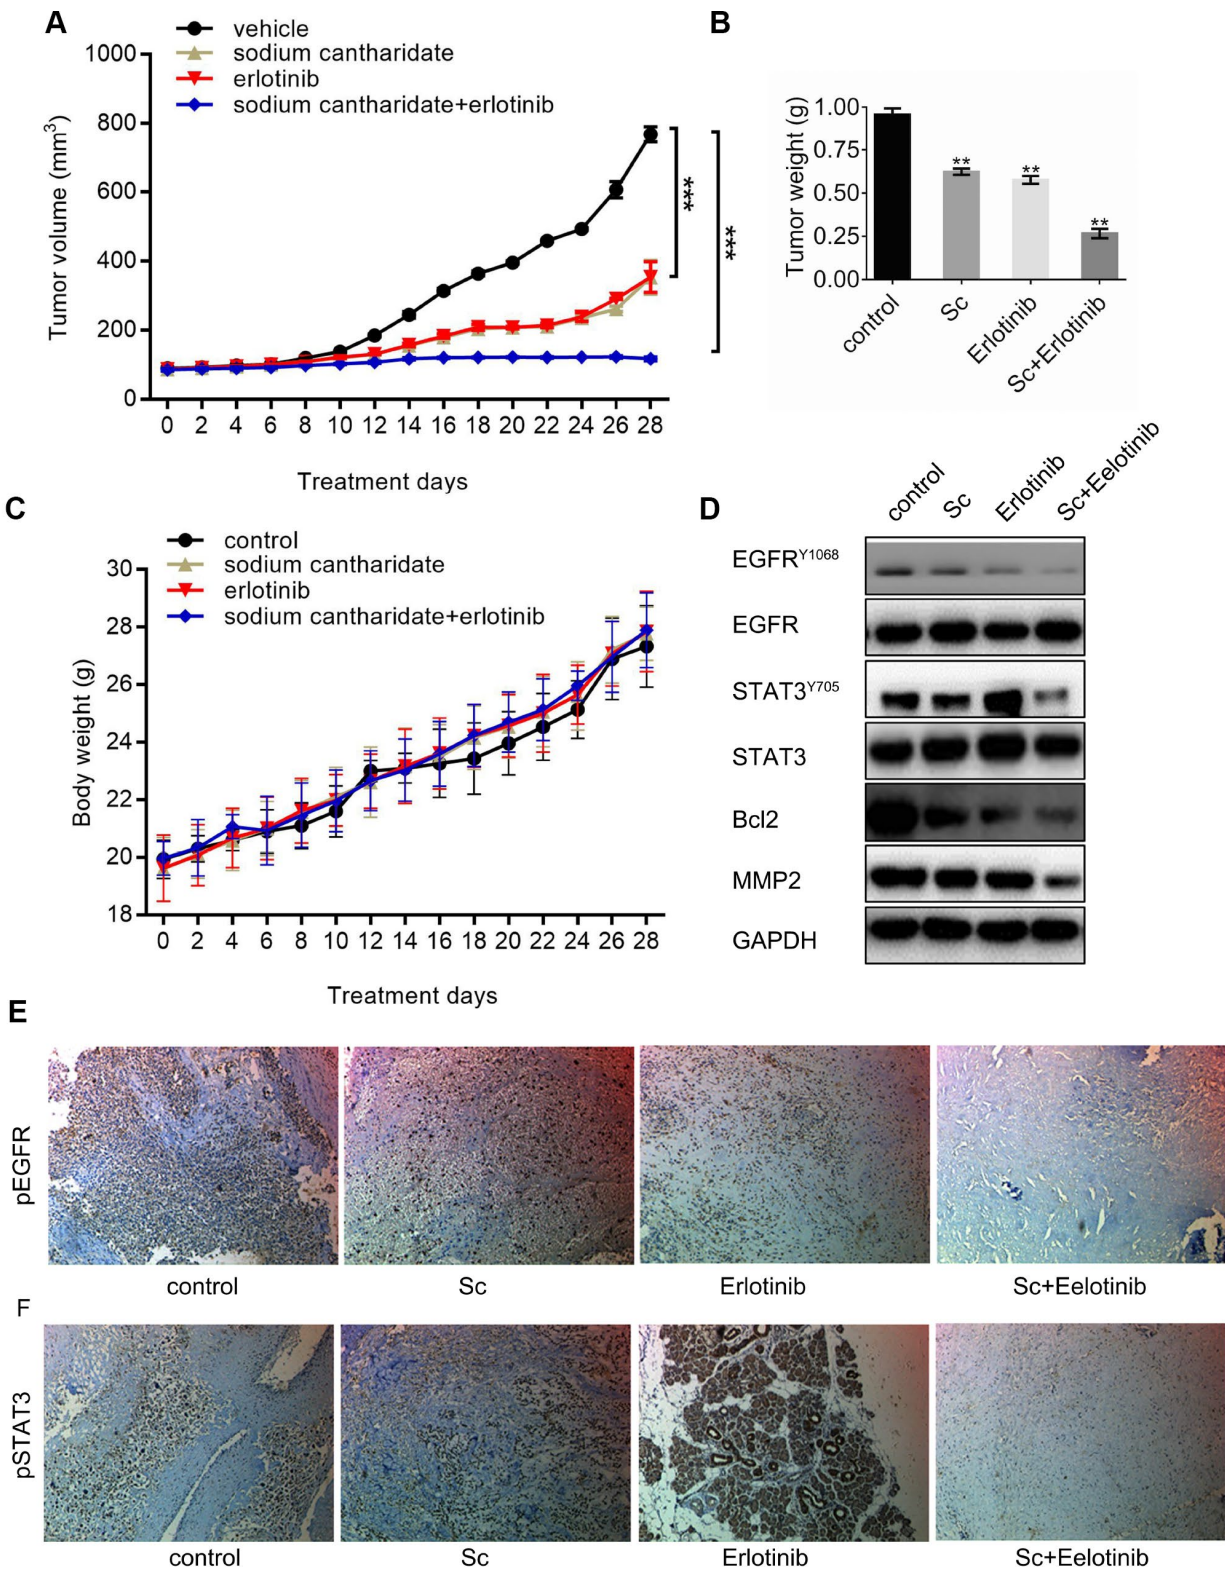 A
vehicle
sodium cantharidate
erlotinib
sodium cantharidate+erlotinib
Tumor volume (mm³)
1000
800
600
400
200
0
0 2 4 6 8 10 12 14 16 18 20 22 24 26 28
Treatment days
***
***
B
Tumor weight (g)
1.00
0.75
0.50
0.25
0.00
**
**
**
control
Sc
Erlotinib
Sc+Erlotinib
C
control
sodium cantharidate
erlotinib
sodium cantharidate+erlotinib
Body weight (g)
30
28
26
24
22
20
18
0 2 4 6 8 10 12 14 16 18 20 22 24 26 28
Treatment days
D
control
Sc
Erlotinib
Sc+Eelotinib
EGFRY1068
EGFR
STAT3Y705
STAT3
Bcl2
MMP2
GAPDH
E
pEGFR
control Sc Erlotinib Sc+Eelotinib
F
pSTAT3
control Sc Erlotinib Sc+Eelotinib